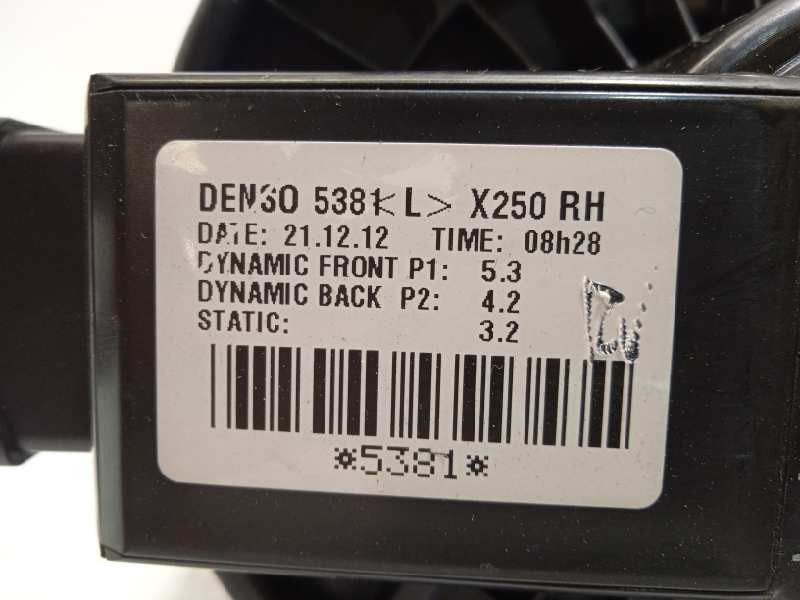 DENSO 5381<L> X250 RH
DATE: 21.12.12 TIME: 08h28
DYNAMIC FRONT P1: 5.3
DYNAMIC BACK P2: 4.2
STATIC: 3.2
*5381*